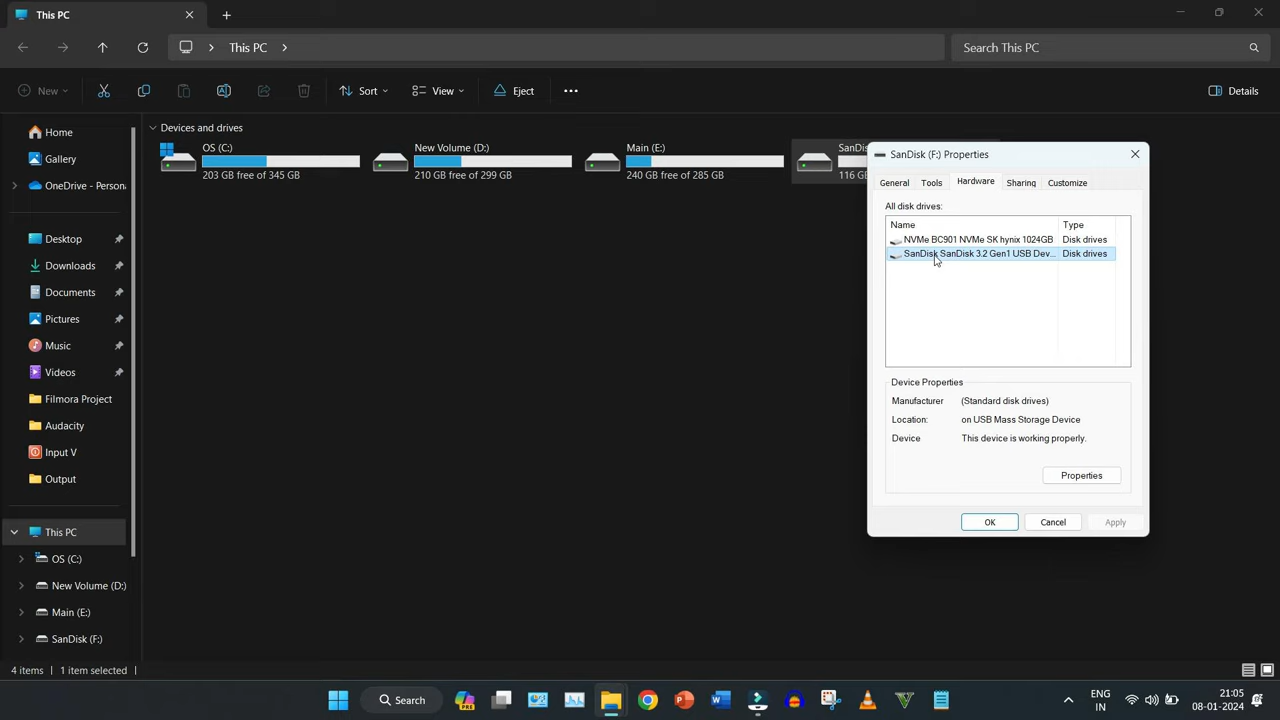 This PC
This PC
Search This PC
New
Sort
View
Eject
Details
Home
Gallery
OneDrive - Persona
Desktop
Downloads
Documents
Pictures
Music
Videos
Filmora Project
Audacity
Input V
Output
This PC
OS (C:)
New Volume (D:)
Main (E:)
SanDisk (F:)
Devices and drives
OS (C:)
203 GB free of 345 GB
New Volume (D:)
210 GB free of 299 GB
Main (E:)
240 GB free of 285 GB
SanDis
116 G
SanDisk (F:) Properties
General Tools Hardware Sharing Customize
All disk drives:
Name Type
NVMe BC901 NVMe SK hynix 1024GB Disk drives
SanDisk SanDisk 3.2 Gen1 USB Dev... Disk drives
Device Properties
Manufacturer (Standard disk drives)
Location: on USB Mass Storage Device
Device This device is working properly.
Properties
OK Cancel Apply
4 items 1 item selected
Search
PRE
ENG
IN
21:05
08-01-2024